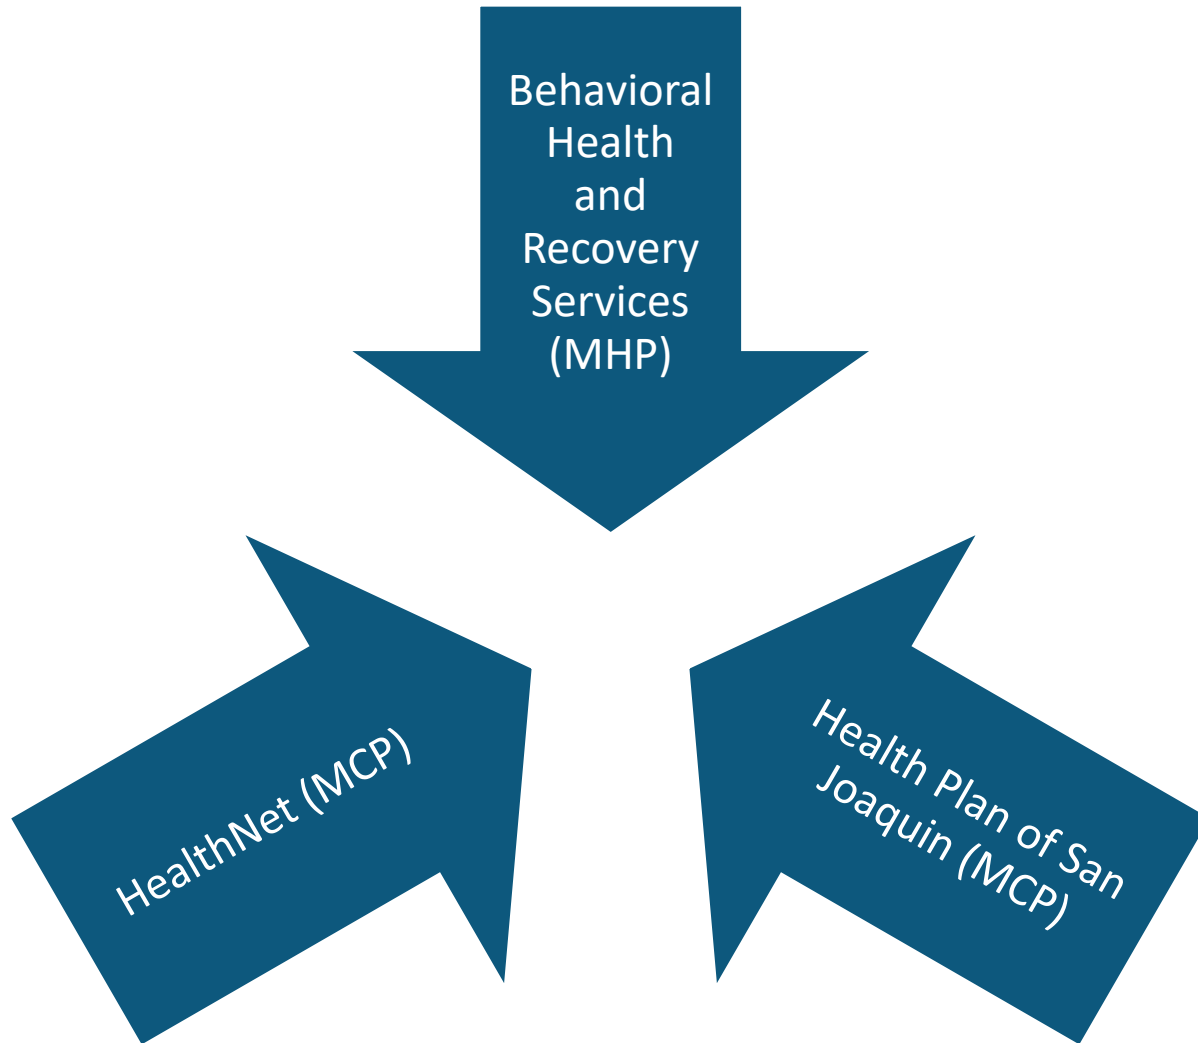 Behavioral
Health
and
Recovery
Services
(MHP)
HealthNet (MCP)
Health Plan of San
Joaquin (MCP)